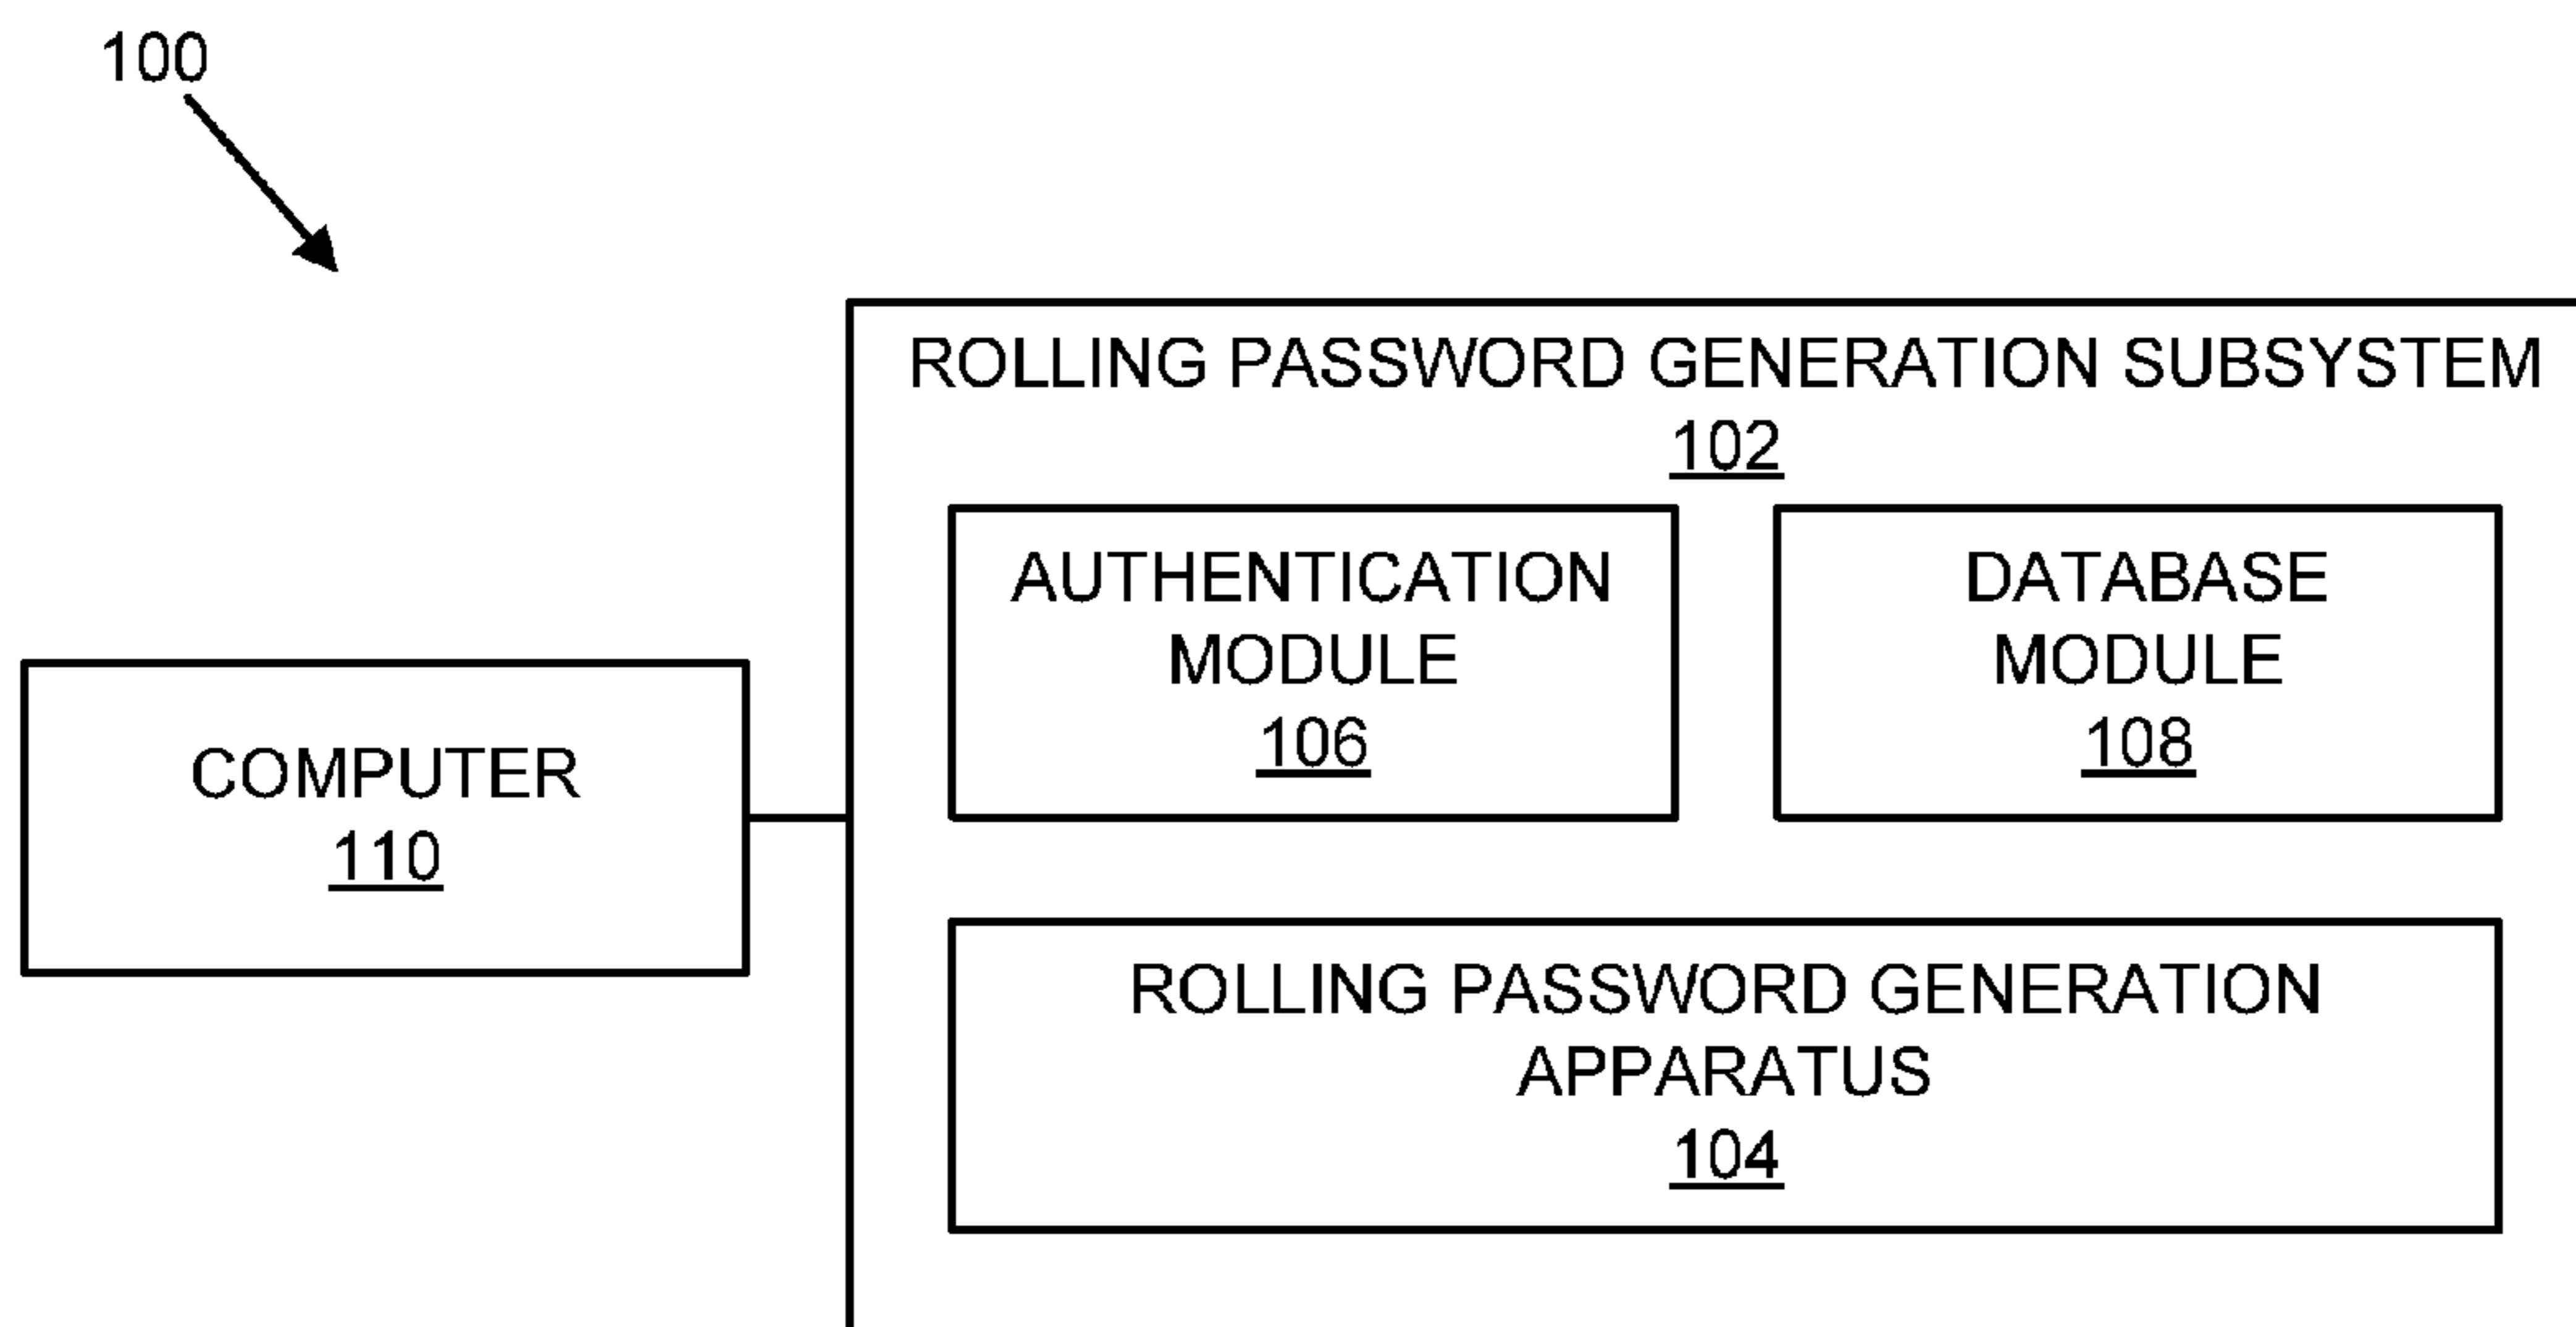 100
ROLLING PASSWORD GENERATION SUBSYSTEM
102
AUTHENTICATION
MODULE
106
DATABASE
MODULE
108
COMPUTER
110
ROLLING PASSWORD GENERATION
APPARATUS
104